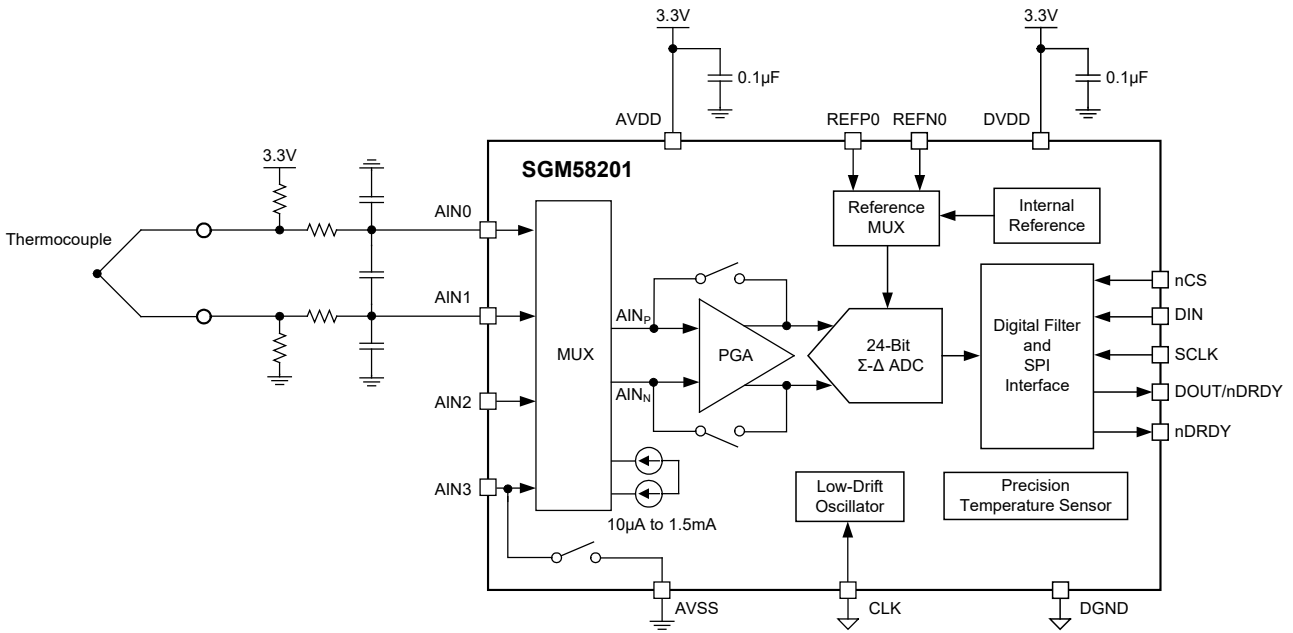 3.3V
3.3V
0.1µF
0.1µF
AVDD
REFP0
REFN0
DVDD
3.3V
SGM58201
Thermocouple
AIN0
Reference
MUX
Internal
Reference
AIN1
nCS
DIN
AINP
MUX
PGA
24-Bit
Σ-Δ ADC
Digital Filter
and
SPI
Interface
SCLK
DOUT/nDRDY
AIN2
AINN
nDRDY
AIN3
10µA to 1.5mA
Low-Drift
Oscillator
Precision
Temperature Sensor
AVSS
CLK
DGND